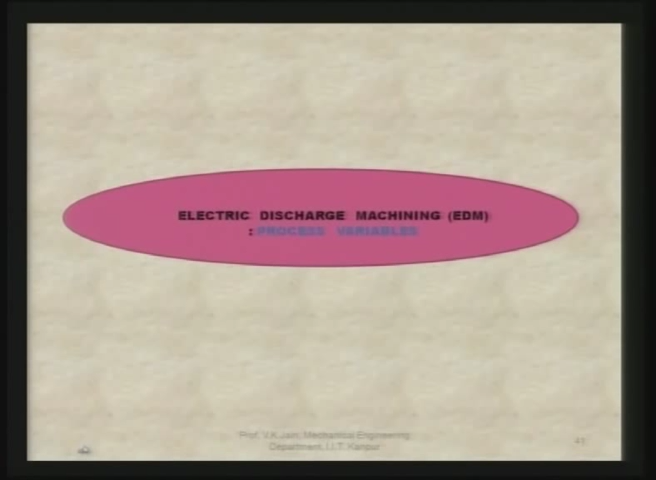 ELECTRIC DISCHARGE MACHINING (EDM)
: PROCESS VARIABLES
Prof. V.K.Jain, Mechanical Engineering
Department, I.I.T. Kanpur
41